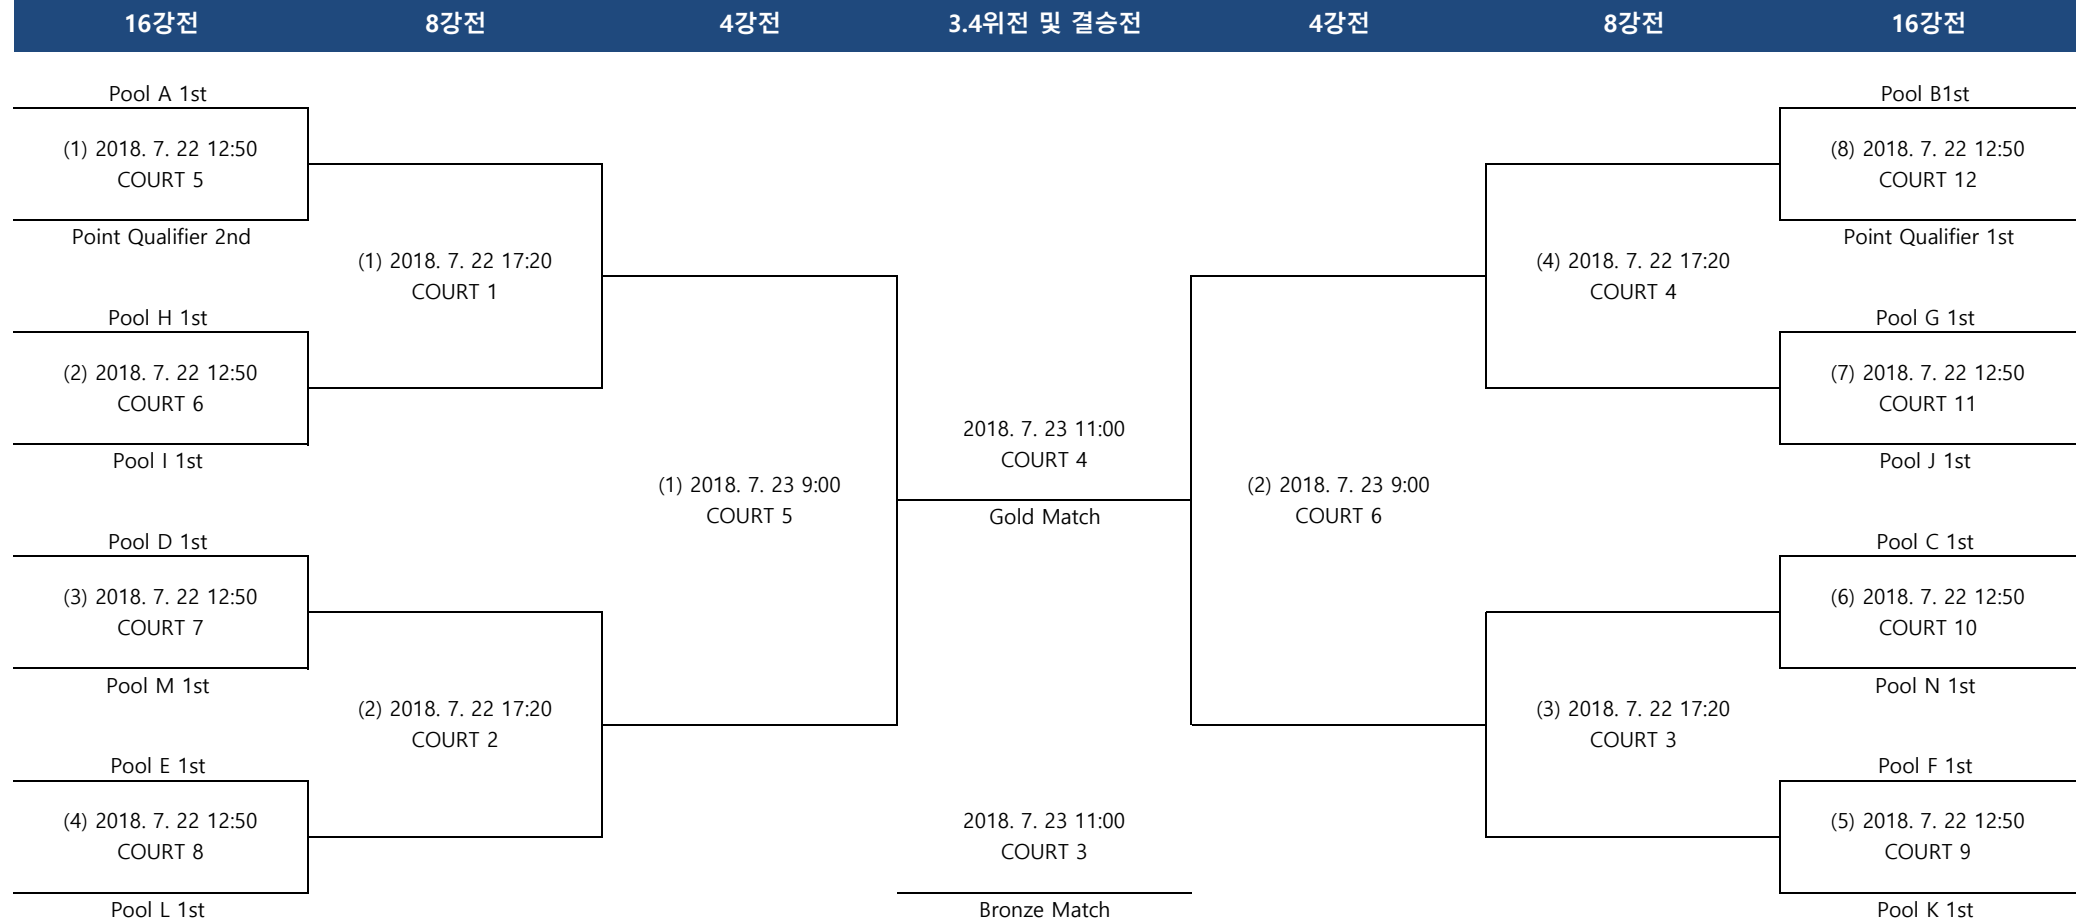 16강전 8강전 4강전 3.4위전 및 결승전 4강전 8강전 16강전
Pool A 1st
(1) 2018. 7. 22 12:50
COURT 5
Point Qualifier 2nd
Pool H 1st
(2) 2018. 7. 22 12:50
COURT 6
Pool I 1st
Pool D 1st
(3) 2018. 7. 22 12:50
COURT 7
Pool M 1st
Pool E 1st
(4) 2018. 7. 22 12:50
COURT 8
Pool L 1st
(1) 2018. 7. 22 17:20
COURT 1
(2) 2018. 7. 22 17:20
COURT 2
(1) 2018. 7. 23 9:00
COURT 5
2018. 7. 23 11:00
COURT 4
Gold Match
2018. 7. 23 11:00
COURT 3
Bronze Match
(2) 2018. 7. 23 9:00
COURT 6
(4) 2018. 7. 22 17:20
COURT 4
(3) 2018. 7. 22 17:20
COURT 3
Pool B1st
(8) 2018. 7. 22 12:50
COURT 12
Point Qualifier 1st
Pool G 1st
(7) 2018. 7. 22 12:50
COURT 11
Pool J 1st
Pool C 1st
(6) 2018. 7. 22 12:50
COURT 10
Pool N 1st
Pool F 1st
(5) 2018. 7. 22 12:50
COURT 9
Pool K 1st